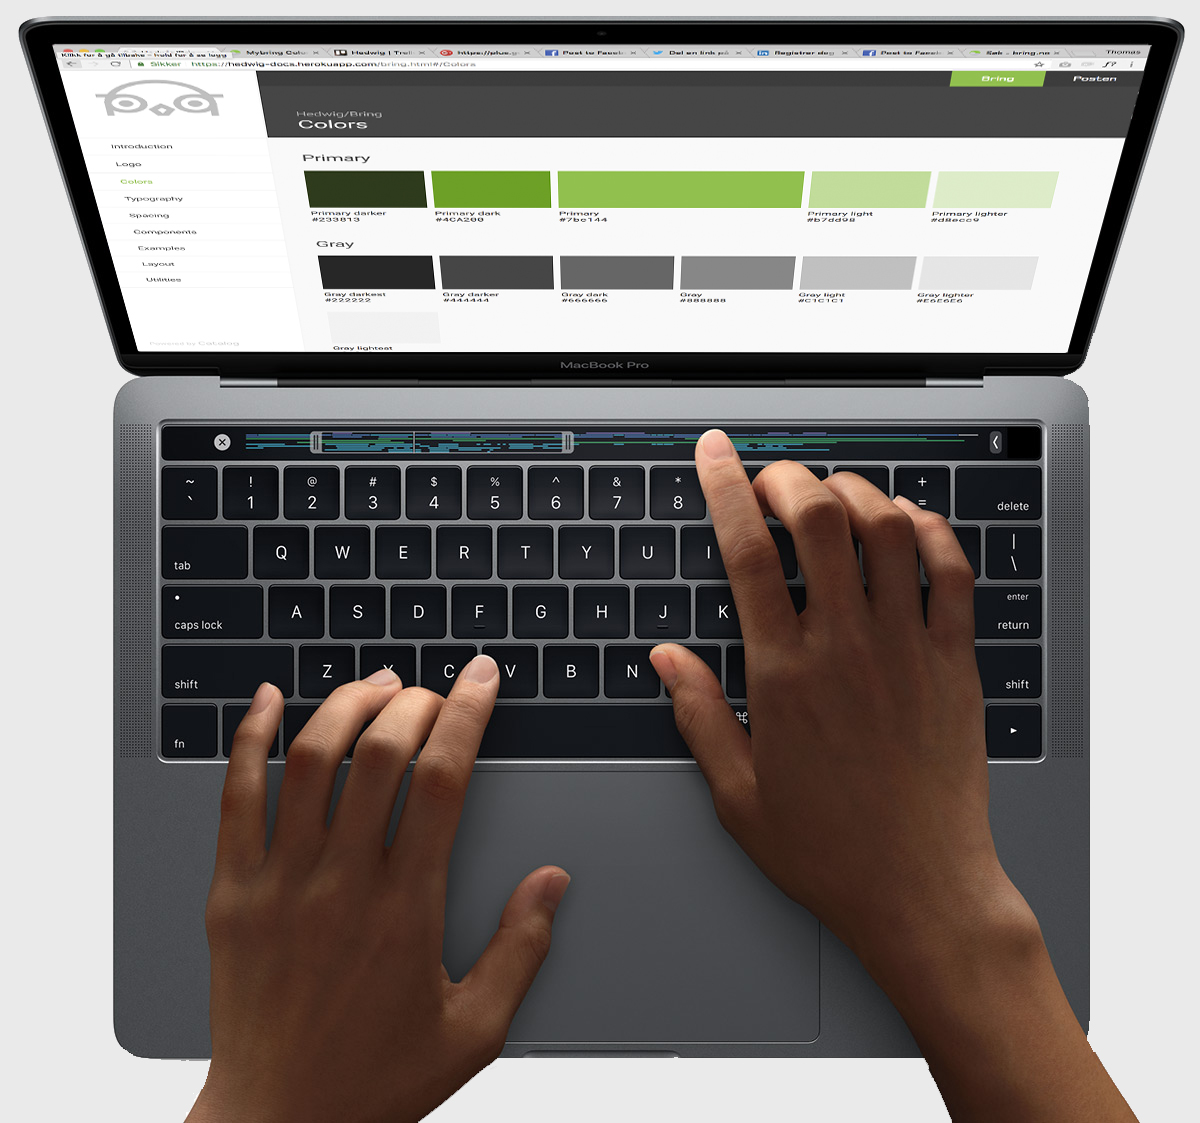 Klikk for å gå tilbake – hold for å se logg
Mybring Colo
Hedwig | Trell
https://plus.g
Post to Faceb
Del en link på
Registrer deg
Post to Faceb
Søk – bring.no
Thomas
Sikker https://hedwig-docs.herokuapp.com/bring.html#/Colors
Bring Posten
Hedwig/Bring
Colors
Introduction
Logo
Colors
Typography
Spacing
Components
Examples
Layout
Utilities
Powered by Catalog
Primary
Primary darker
#233813
Primary dark
#4CA200
Primary
#7bc144
Primary light
#b7dd98
Primary lighter
#d8ecc9
Gray
Gray darkest
#222222
Gray darker
#444444
Gray dark
#666666
Gray
#888888
Gray light
#C1C1C1
Gray lighter
#E6E6E6
Gray lightest
MacBook Pro
~ ! @ # $ % ^ & * +
` 1 2 3 4 5 6 7 8 = delete
tab Q W E R T Y U I | \
caps lock A S D F G H J K enter return
shift Z X C V B N shift
fn ⌘